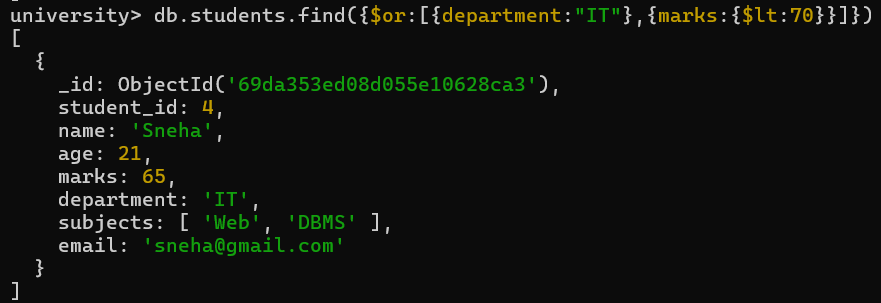 university> db.students.find({$or:[{department:"IT"},{marks:{$lt:70}}]})
[
  {
    _id: ObjectId('69da353ed08d055e10628ca3'),
    student_id: 4,
    name: 'Sneha',
    age: 21,
    marks: 65,
    department: 'IT',
    subjects: [ 'Web', 'DBMS' ],
    email: 'sneha@gmail.com'
  }
]